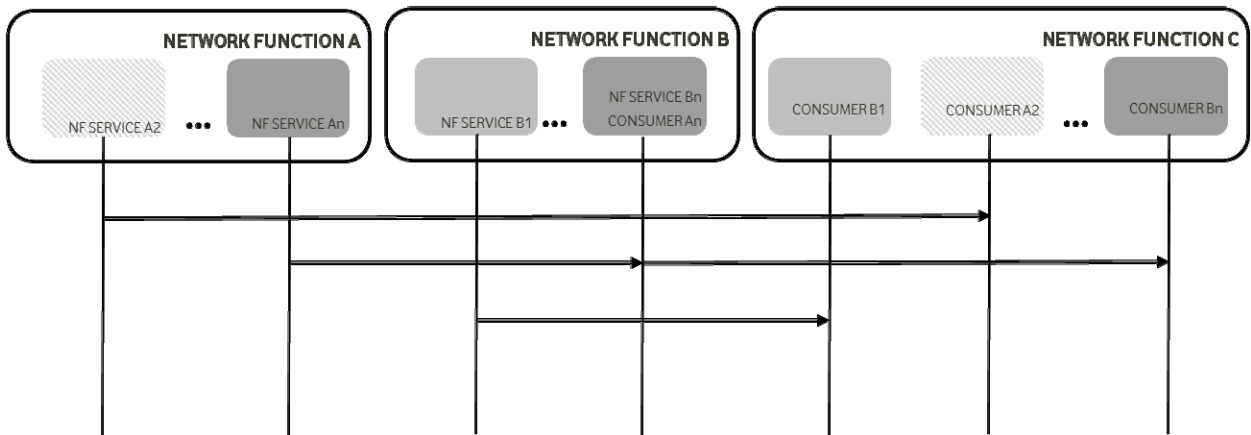 NETWORK FUNCTION A
NF SERVICE A2
...
NF SERVICE An
NETWORK FUNCTION B
NF SERVICE B1
...
NF SERVICE Bn
CONSUMER An
NETWORK FUNCTION C
CONSUMER B1
CONSUMER A2
...
CONSUMER Bn